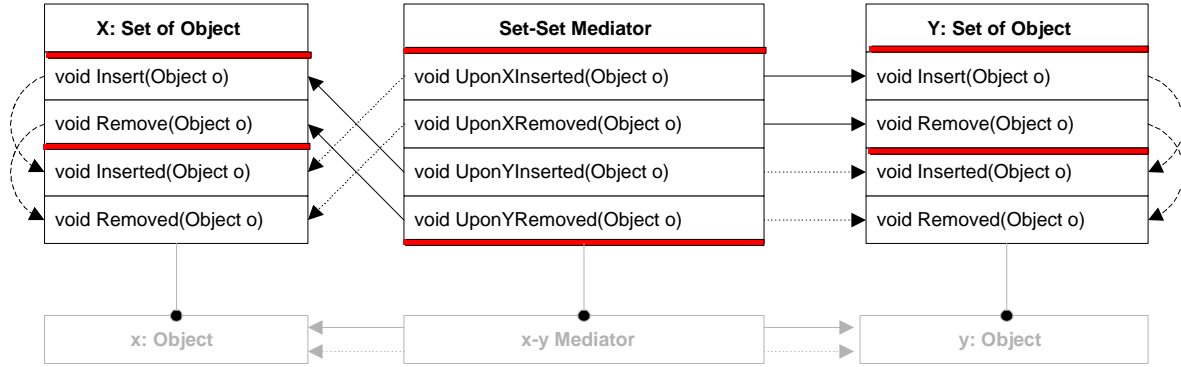 X: Set of Object
void Insert(Object o)
void Remove(Object o)
void Inserted(Object o)
void Removed(Object o)
Set-Set Mediator
void UponXInserted(Object o)
void UponXRemoved(Object o)
void UponYInserted(Object o)
void UponYRemoved(Object o)
Y: Set of Object
void Insert(Object o)
void Remove(Object o)
void Inserted(Object o)
void Removed(Object o)
x: Object
x-y Mediator
y: Object